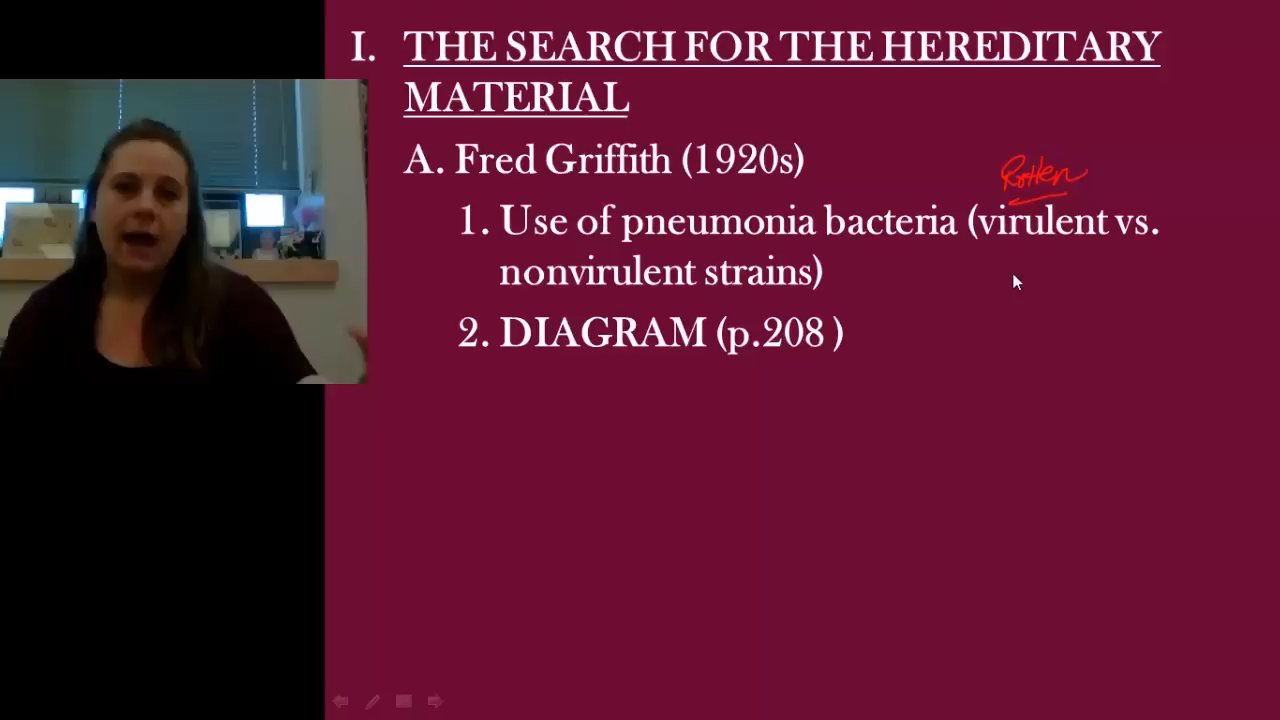 I. THE SEARCH FOR THE HEREDITARY
MATERIAL
A. Fred Griffith (1920s)
Rotten
1. Use of pneumonia bacteria (virulent vs.
nonvirulent strains)
2. DIAGRAM (p.208 )